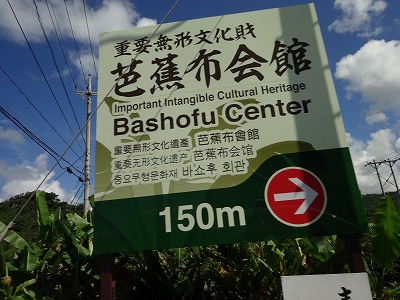 重要無形文化財
芭蕉布会館
Important Intangible Cultural Heritage
Bashofu Center
重要無形文化遺產 芭蕉布會館
重要无形文化遗产 芭蕉布会馆
중요무형문화재 바쇼후 회관
150m